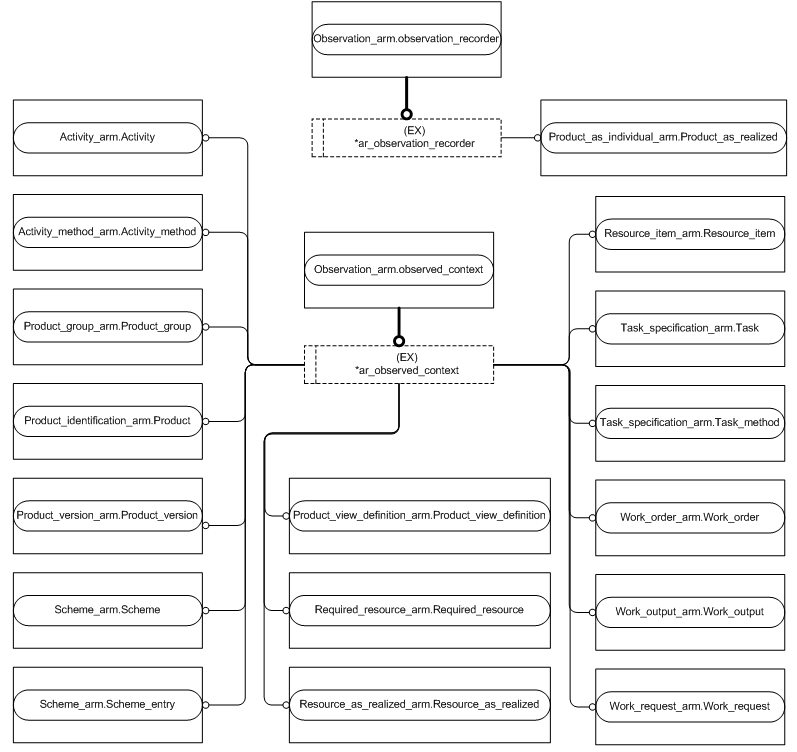 Observation_arm.observation_recorder
(EX)
*ar_observation_recorder
Product_as_individual_arm.Product_as_realized
Activity_arm.Activity
Activity_method_arm.Activity_method
Product_group_arm.Product_group
Product_identification_arm.Product
Product_version_arm.Product_version
Scheme_arm.Scheme
Scheme_arm.Scheme_entry
Observation_arm.observed_context
(EX)
*ar_observed_context
Product_view_definition_arm.Product_view_definition
Required_resource_arm.Required_resource
Resource_as_realized_arm.Resource_as_realized
Resource_item_arm.Resource_item
Task_specification_arm.Task
Task_specification_arm.Task_method
Work_order_arm.Work_order
Work_output_arm.Work_output
Work_request_arm.Work_request